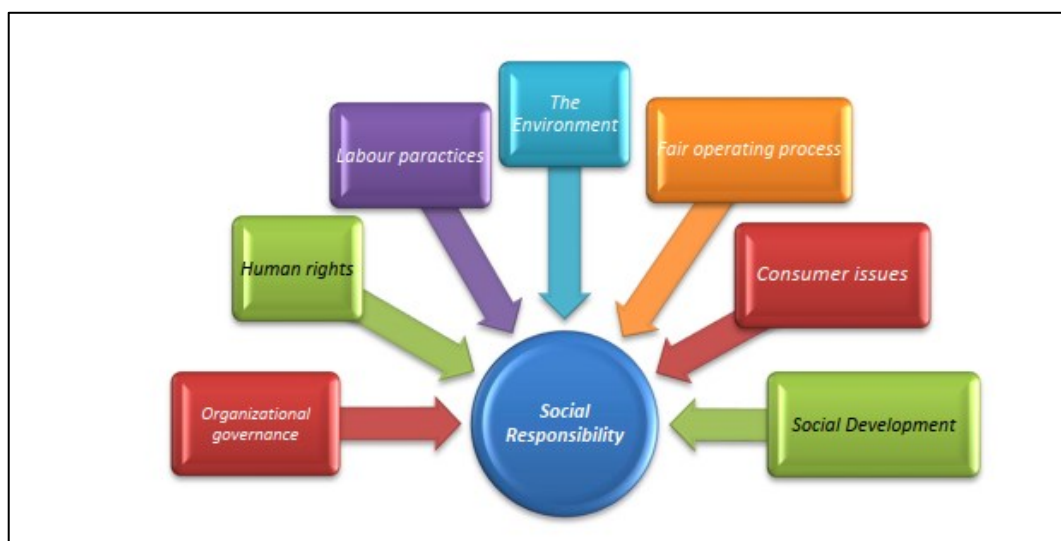 The
Environment
Labour paractices
Fair operating process
Human rights
Consumer issues
Organizational
governance
Social
Responsibility
Social Development